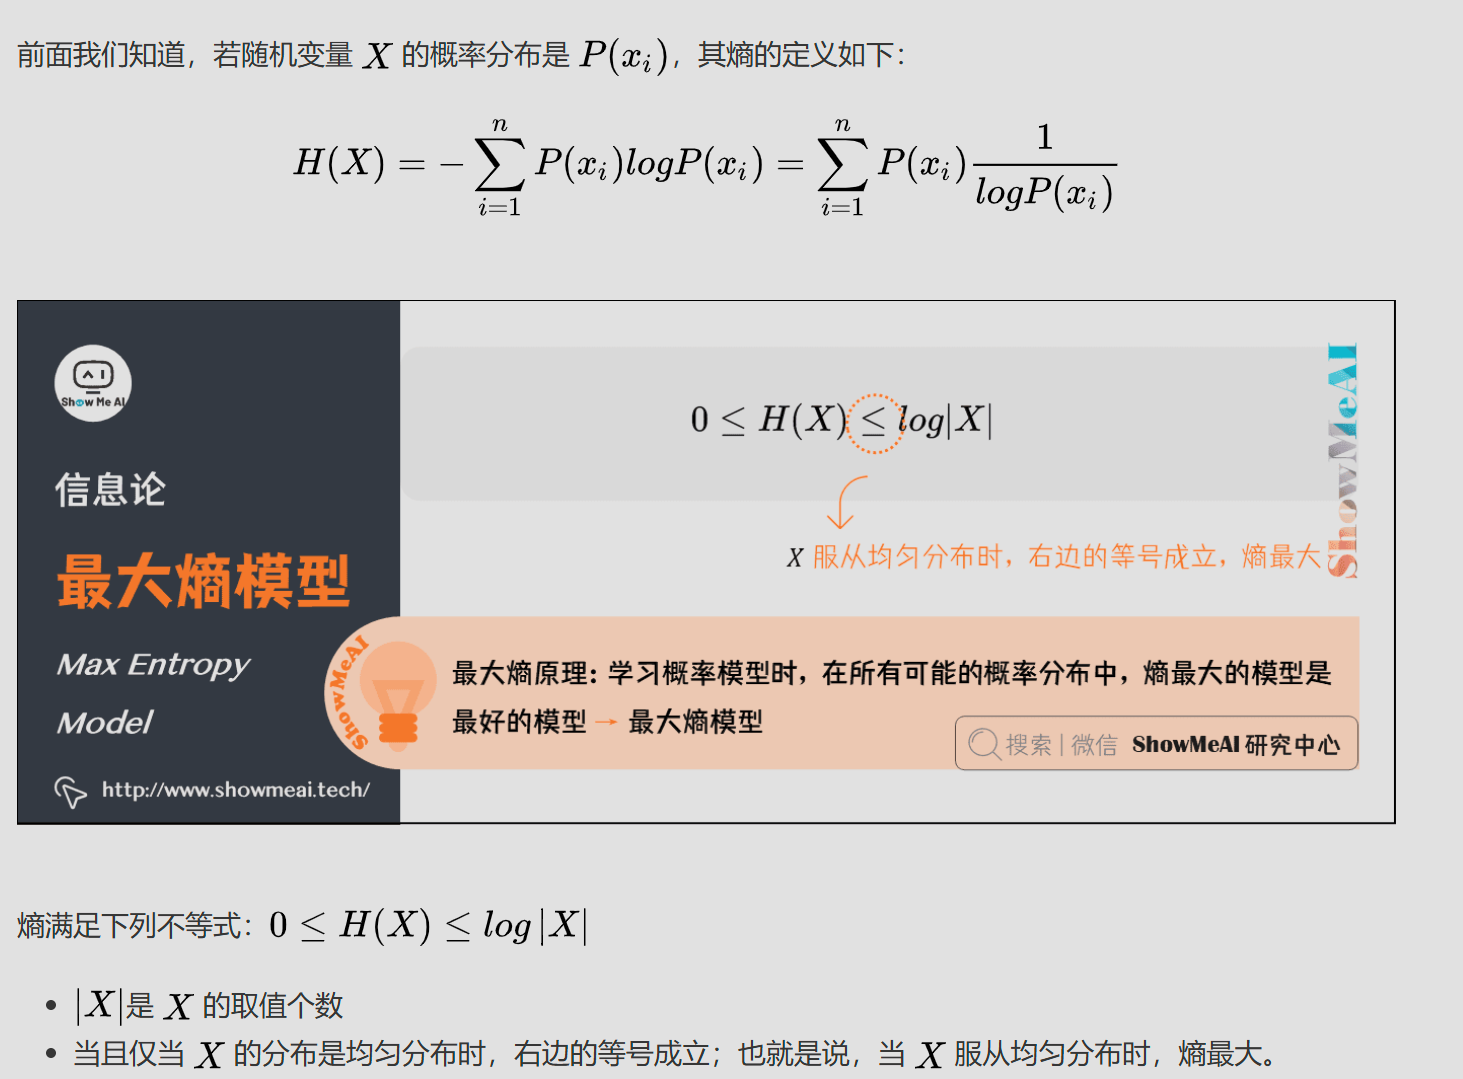 前面我们知道，若随机变量 X 的概率分布是 P(x_i)，其熵的定义如下：
H(X) = -\sum_{i=1}^{n} P(x_i)logP(x_i) = \sum_{i=1}^{n} P(x_i)\frac{1}{logP(x_i)}
Show Me AI
信息论
最大熵模型
Max Entropy
Model
http://www.showmeai.tech/
0 ≤ H(X) ≤ log|X|
X 服从均匀分布时，右边的等号成立，熵最大
ShowMeAI
ShowMeAI
最大熵原理: 学习概率模型时，在所有可能的概率分布中，熵最大的模型是
最好的模型 → 最大熵模型
搜索 | 微信 ShowMeAI 研究中心
熵满足下列不等式：0 ≤ H(X) ≤ log|X|
• |X|是 X 的取值个数
• 当且仅当 X 的分布是均匀分布时，右边的等号成立；也就是说，当 X 服从均匀分布时，熵最大。